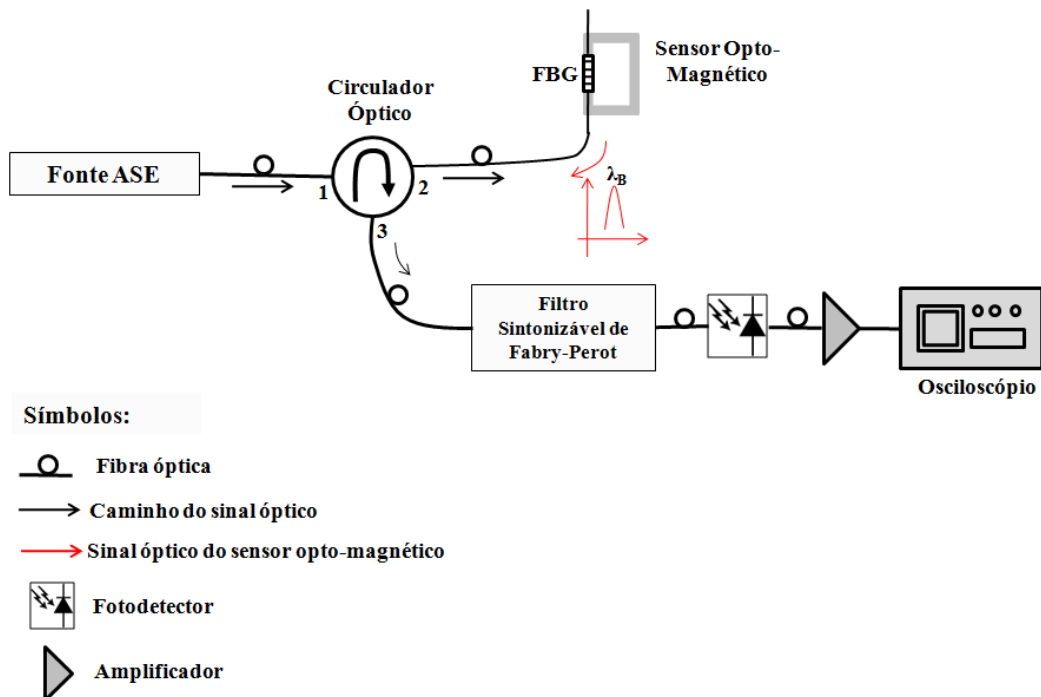 Sensor Opto-
Magnético
FBG
Circulador
Óptico
Fonte ASE
1
2
3
λB
Filtro
Sintonizável de
Fabry-Perot
Osciloscópio
Símbolos:
Fibra óptica
Caminho do sinal óptico
Sinal óptico do sensor opto-magnético
Fotodetector
Amplificador